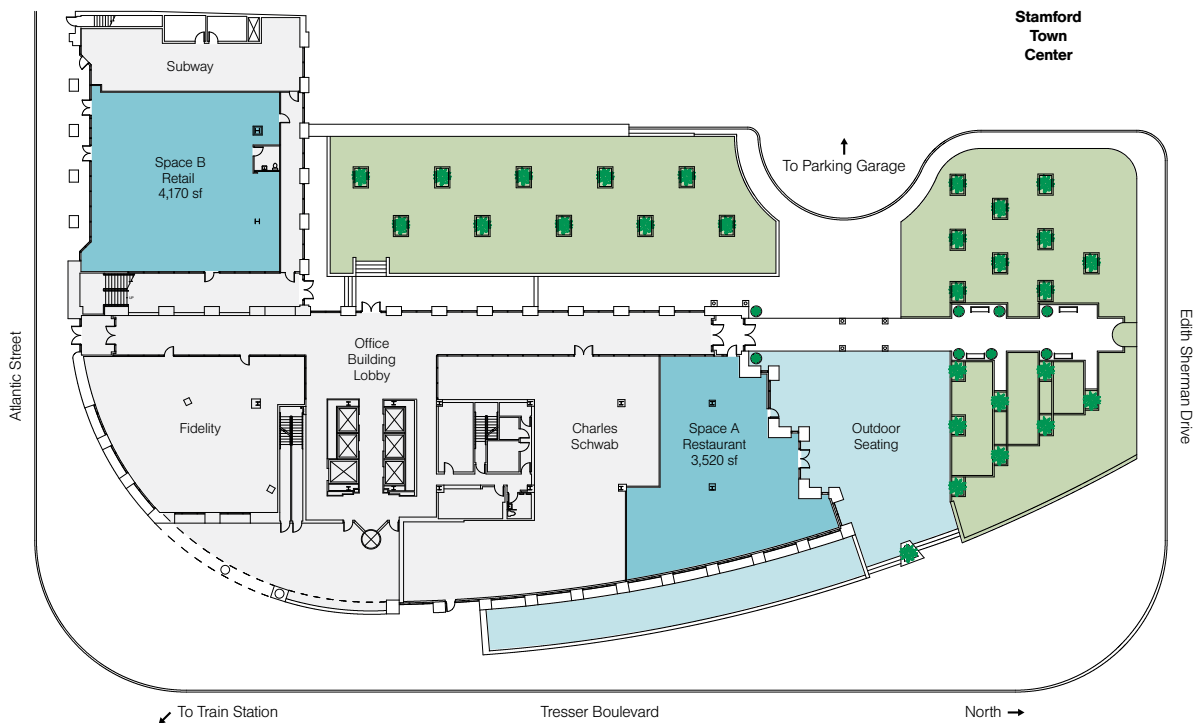 Stamford
Town
Center
Subway
Space B
Retail
4,170 sf
To Parking Garage
UP
Atlantic Street
Edith Sherman Drive
Office
Building
Lobby
Fidelity
Charles
Schwab
Space A
Restaurant
3,520 sf
Outdoor
Seating
To Train Station
Tresser Boulevard
North